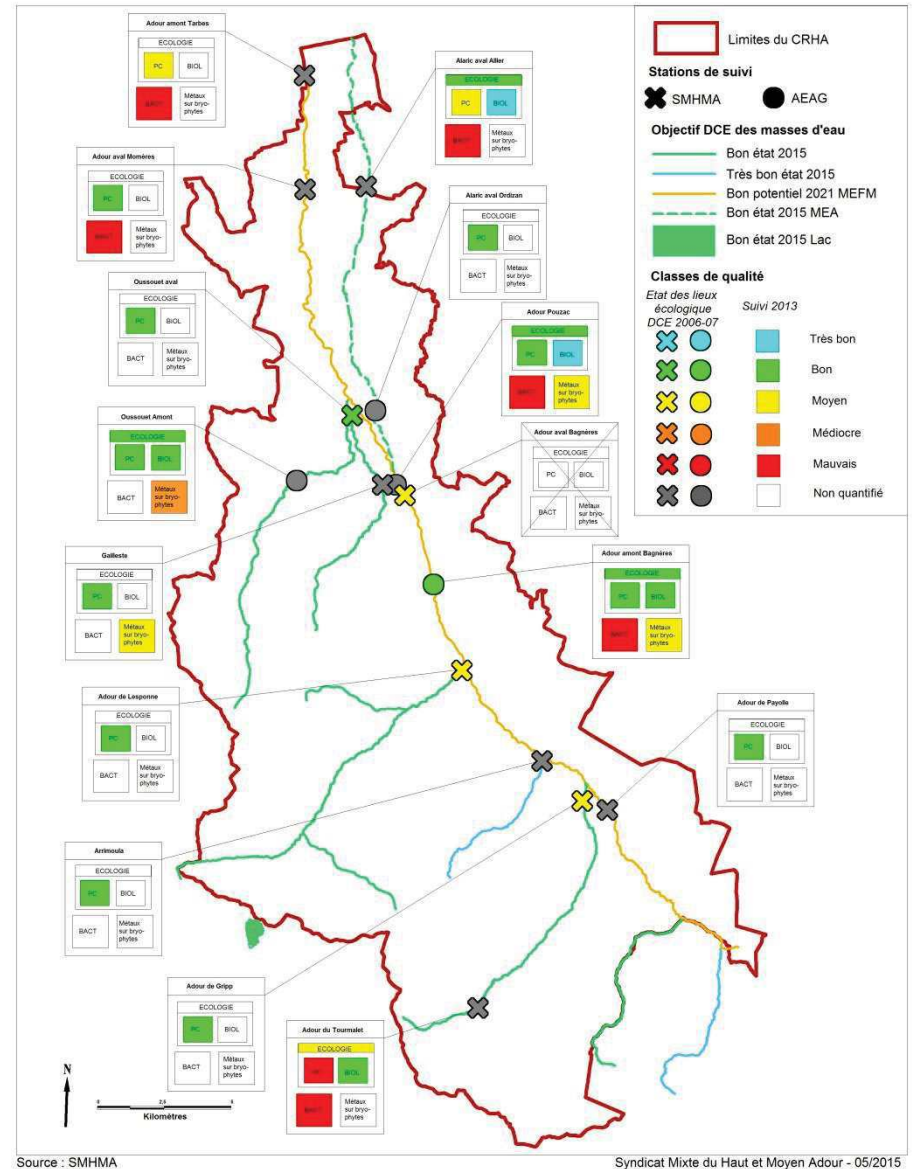 Adour amont Tarbes
ECOLOGIE
PC BIOL
BACT Métaux
sur bryo-
phytes
Alaric aval Aller
ECOLOGIE
PC BIOL
BACT Métaux
sur bryo-
phytes
Adour aval Momères
ECOLOGIE
PC BIOL
BACT Métaux
sur bryo-
phytes
Alaric aval Ordizan
ECOLOGIE
PC BIOL
BACT Métaux
sur bryo-
phytes
Oussouet aval
ECOLOGIE
PC BIOL
BACT Métaux
sur bryo-
phytes
Adour Pouzac
ECOLOGIE
PC BIOL
BACT Métaux
sur bryo-
phytes
Oussouet Amont
ECOLOGIE
PC BIOL
BACT Métaux
sur bryo-
phytes
Adour aval Bagnères
ECOLOGIE
PC BIOL
BACT Métaux
sur bryo-
phytes
Gailleste
ECOLOGIE
PC BIOL
BACT Métaux
sur bryo-
phytes
Adour amont Bagnères
ECOLOGIE
PC BIOL
BACT Métaux
sur bryo-
phytes
Adour de Lesponne
ECOLOGIE
PC BIOL
BACT Métaux
sur bryo-
phytes
Adour de Payolle
ECOLOGIE
PC BIOL
BACT Métaux
sur bryo-
phytes
Arrimoula
ECOLOGIE
PC BIOL
BACT Métaux
sur bryo-
phytes
Adour de Gripp
ECOLOGIE
PC BIOL
BACT Métaux
sur bryo-
phytes
Adour du Tourmalet
ECOLOGIE
PC BIOL
BACT Métaux
sur bryo-
phytes
Limites du CRHA
Stations de suivi
SMHMA AEAG
Objectif DCE des masses d'eau
Bon état 2015
Très bon état 2015
Bon potentiel 2021 MEFM
Bon état 2015 MEA
Bon état 2015 Lac
Classes de qualité
Etat des lieux
écologique
DCE 2006-07
Suivi 2013
Très bon
Bon
Moyen
Médiocre
Mauvais
Non quantifié
N
Kilomètres
Source : SMHMA
Syndicat Mixte du Haut et Moyen Adour - 05/2015